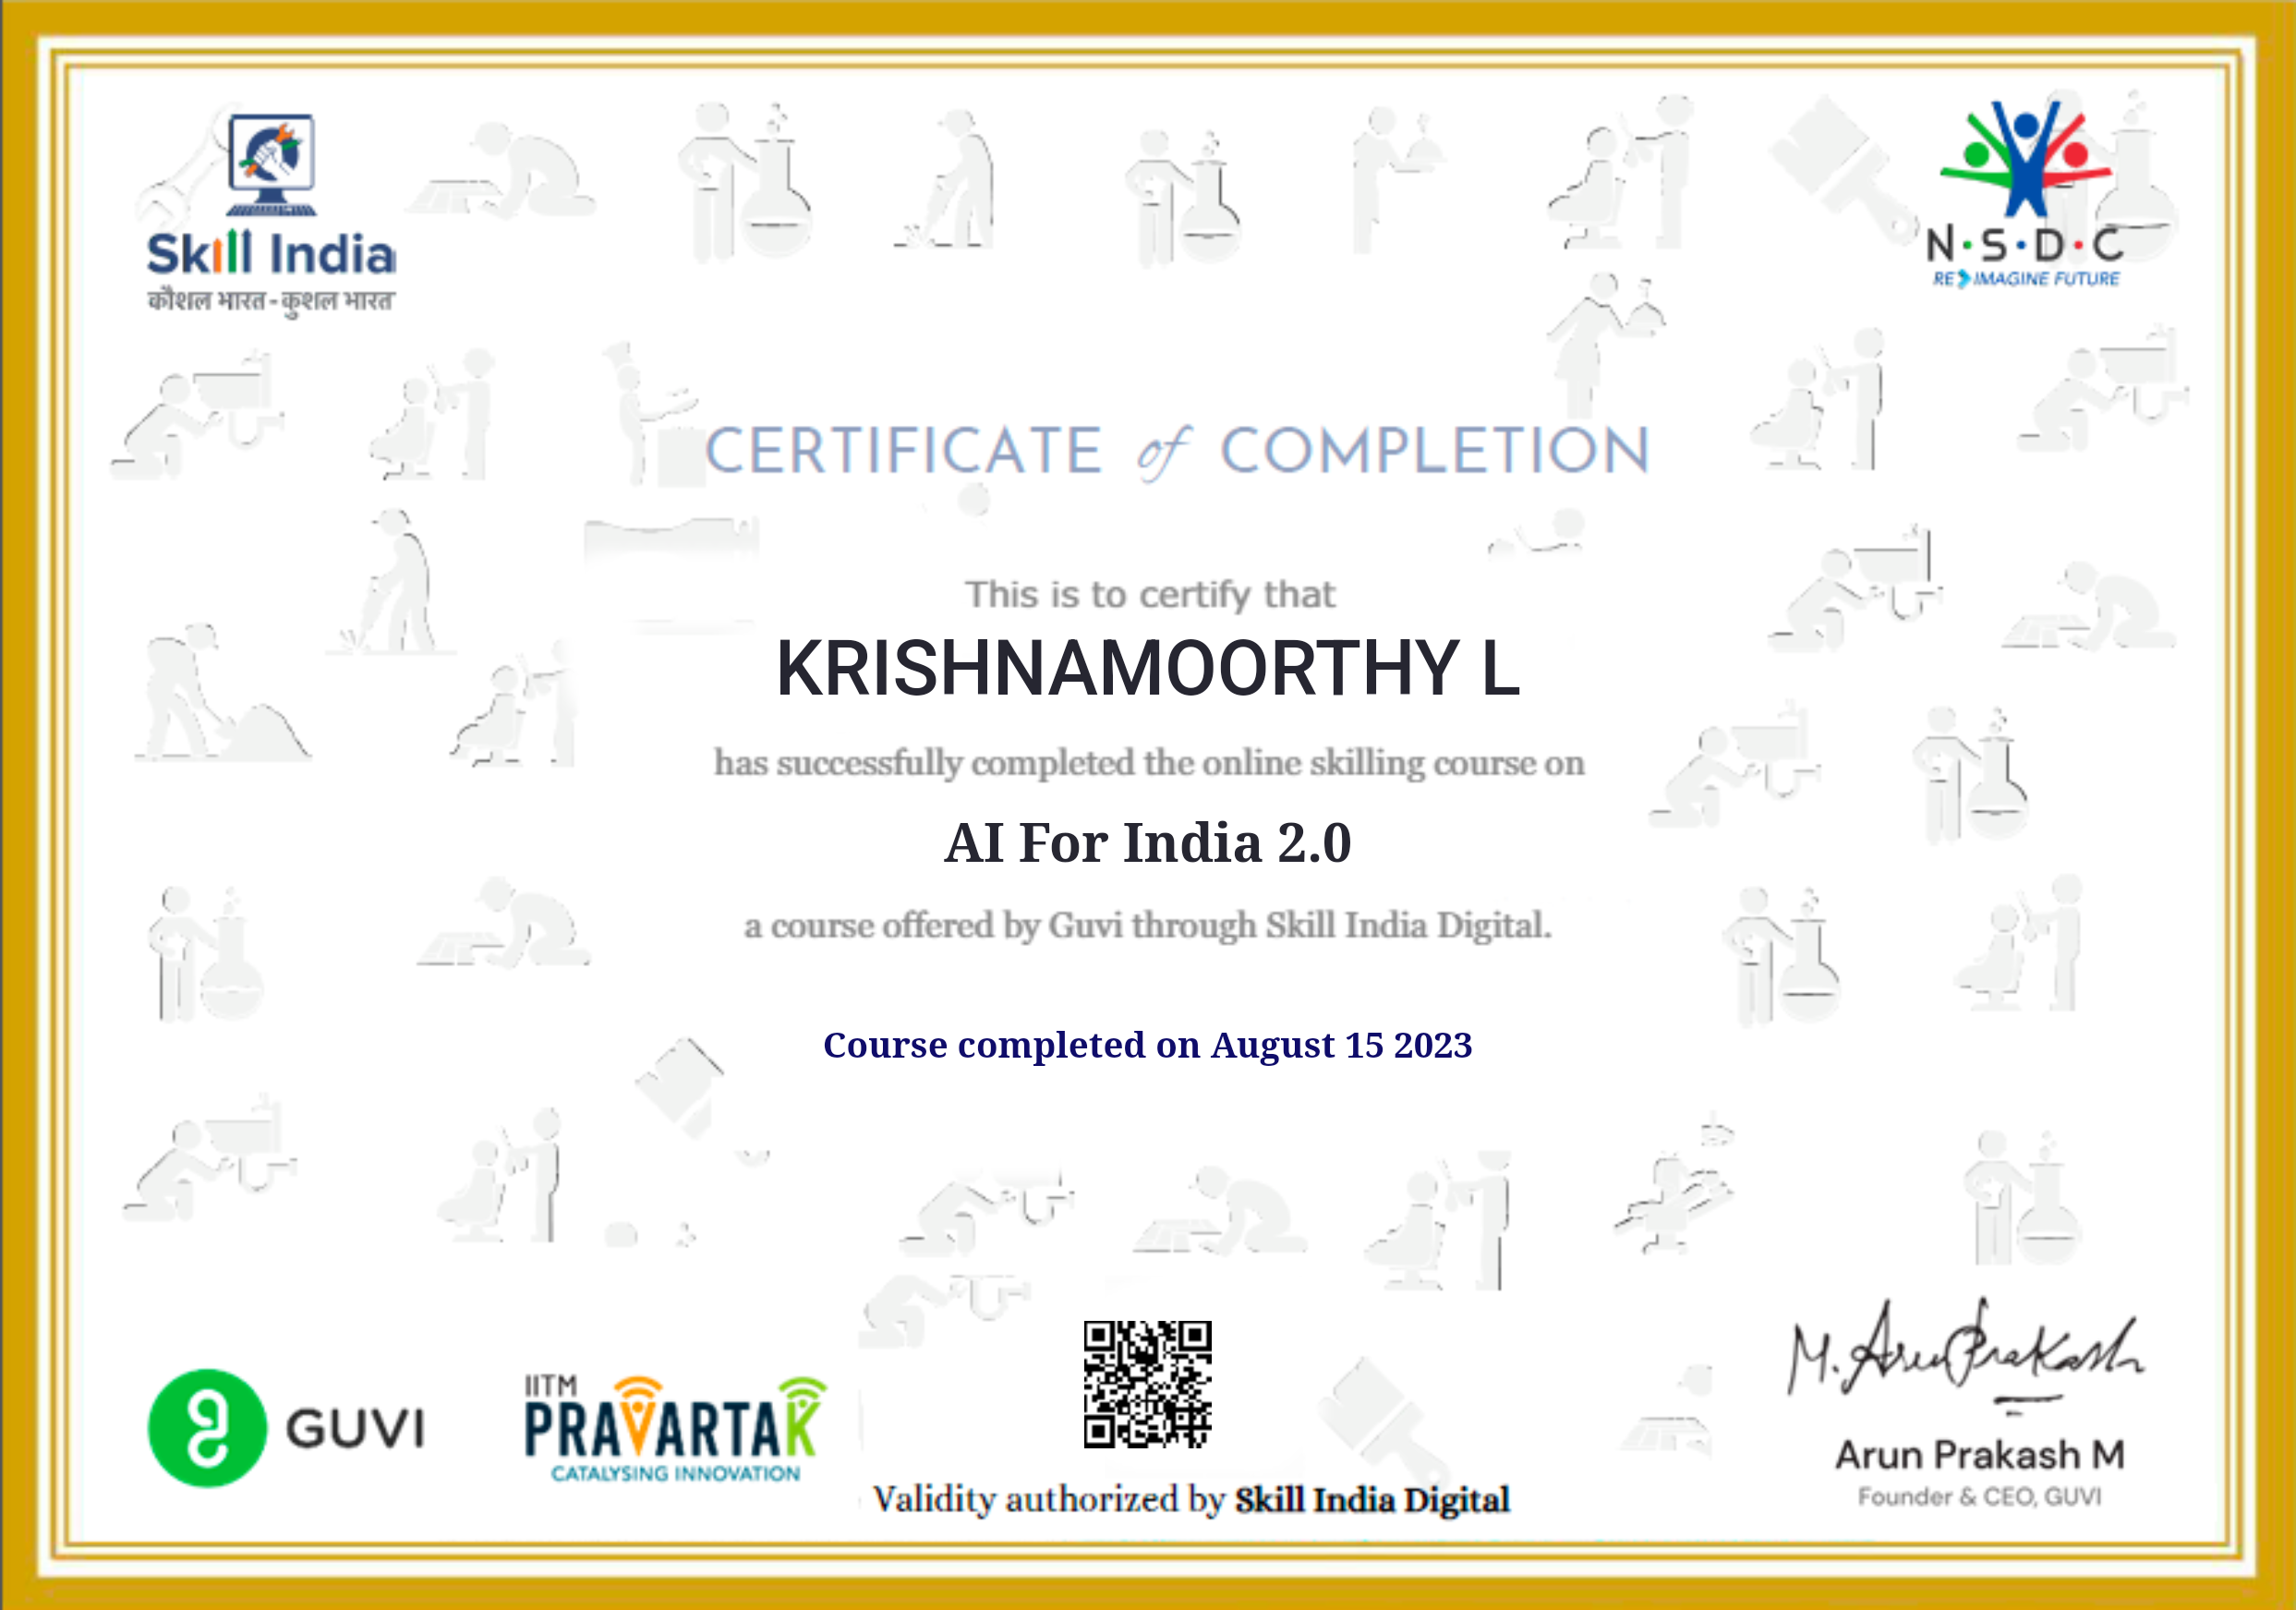 Skill India
कौशल भारत - कुशल भारत
N·S·D·C
RE IMAGINE FUTURE
CERTIFICATE of COMPLETION
This is to certify that
KRISHNAMOORTHY L
has successfully completed the online skilling course on
AI For India 2.0
a course offered by Guvi through Skill India Digital.
Course completed on August 15 2023
GUVI
IITM
PRAVARTAK
CATALYSING INNOVATION
Validity authorized by Skill India Digital
M. Arun Prakash
Arun Prakash M
Founder & CEO, GUVI